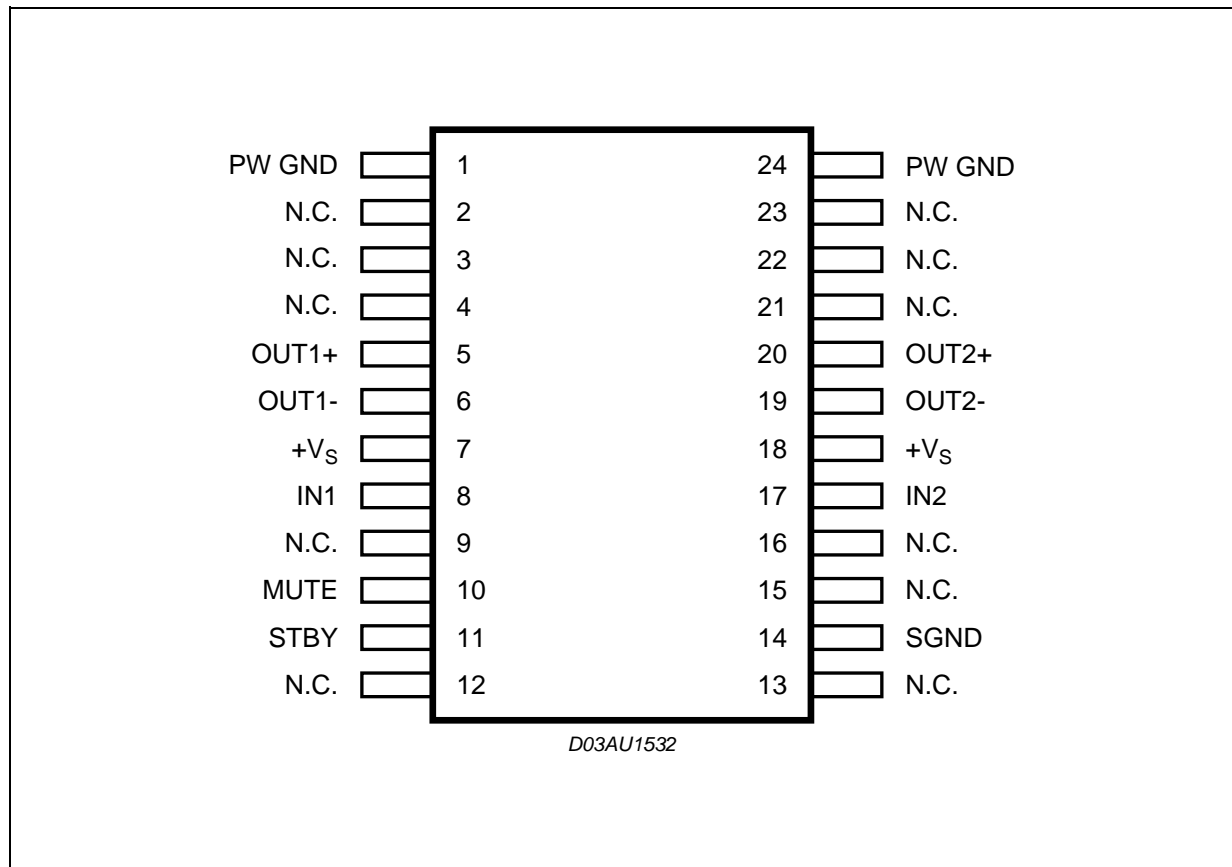 PW GND 1 24 PW GND
N.C. 2 23 N.C.
N.C. 3 22 N.C.
N.C. 4 21 N.C.
OUT1+ 5 20 OUT2+
OUT1- 6 19 OUT2-
+VS 7 18 +VS
IN1 8 17 IN2
N.C. 9 16 N.C.
MUTE 10 15 N.C.
STBY 11 14 SGND
N.C. 12 13 N.C.
D03AU1532